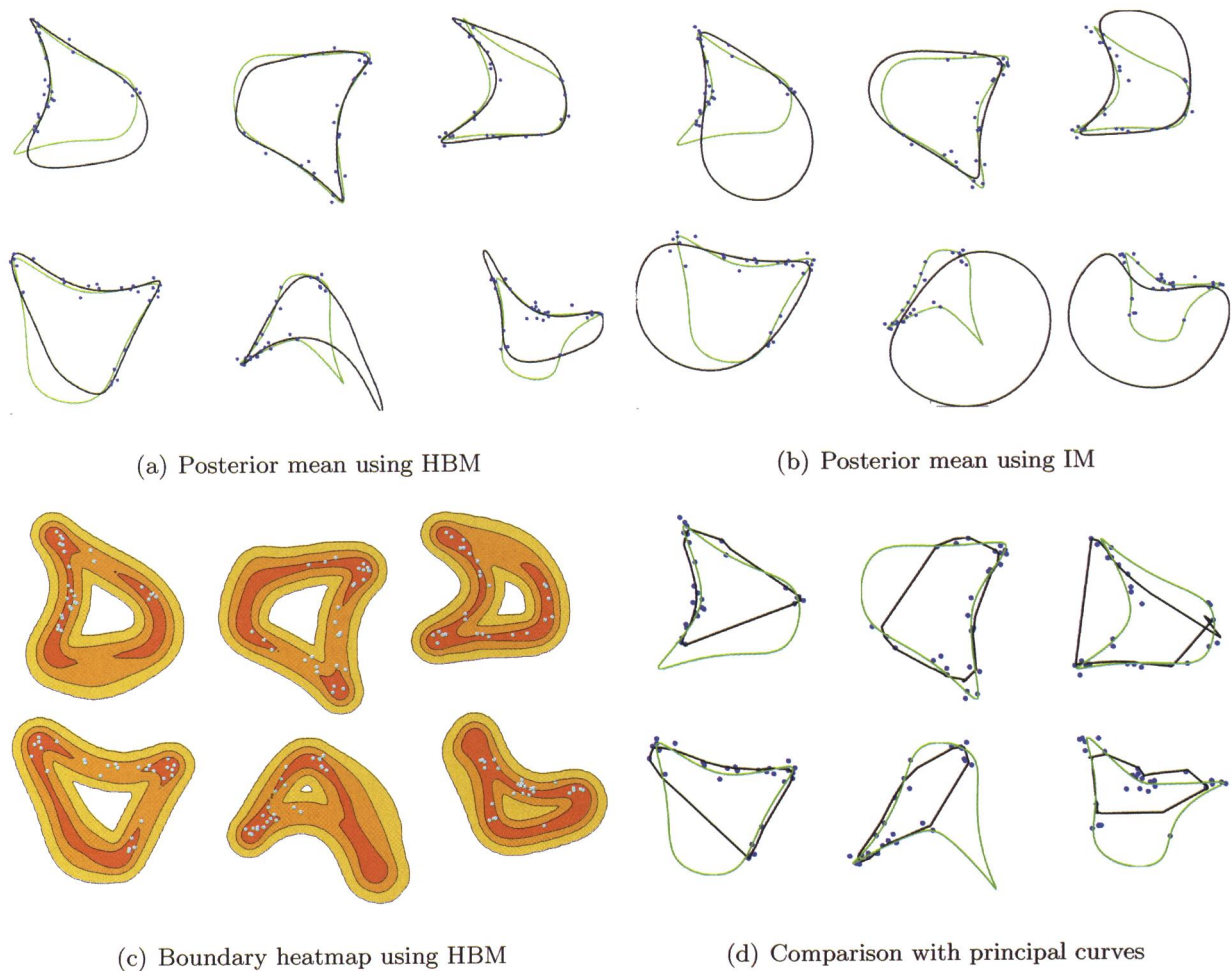 (a) Posterior mean using HBM
(b) Posterior mean using IM
(c) Boundary heatmap using HBM
(d) Comparison with principal curves